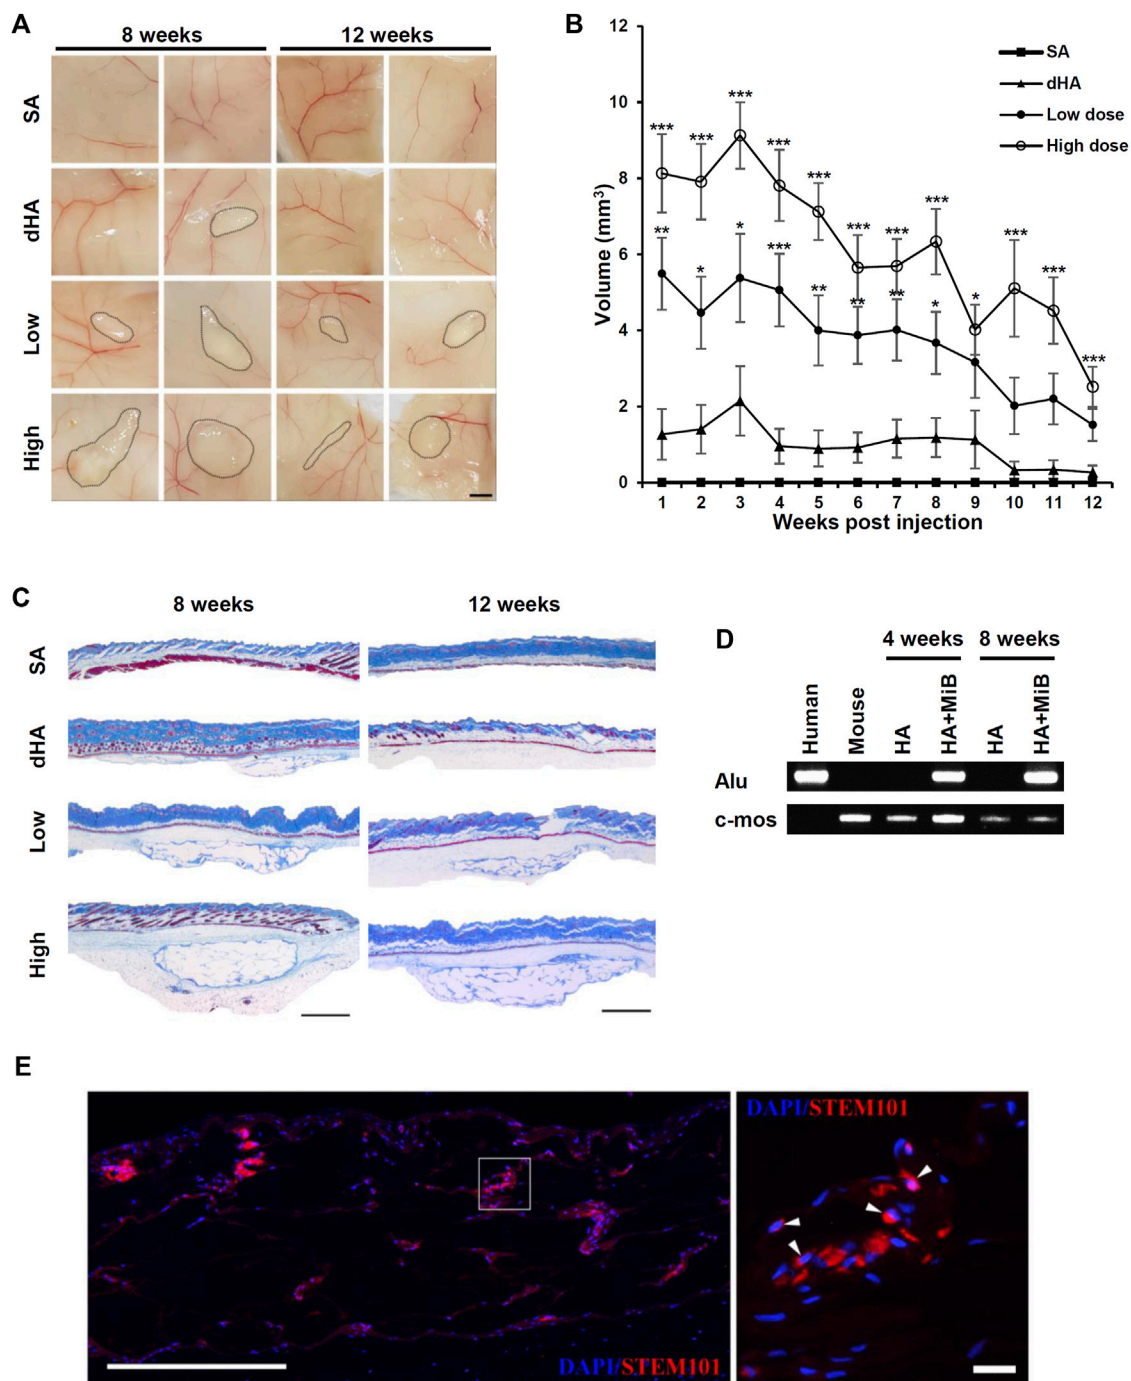 A
8 weeks
12 weeks
SA
dHA
Low
High
B
12
10
8
6
4
2
0
Volume (mm³)
1 2 3 4 5 6 7 8 9 10 11 12
Weeks post injection
SA
dHA
Low dose
High dose
*** *** *** *** *** *** *** *** * *** *** ***
** * * *** ** ** ** *
C
8 weeks
12 weeks
SA
dHA
Low
High
D
4 weeks
8 weeks
Human
Mouse
HA
HA+MiB
HA
HA+MiB
Alu
c-mos
E
DAPI/STEM101
DAPI/STEM101